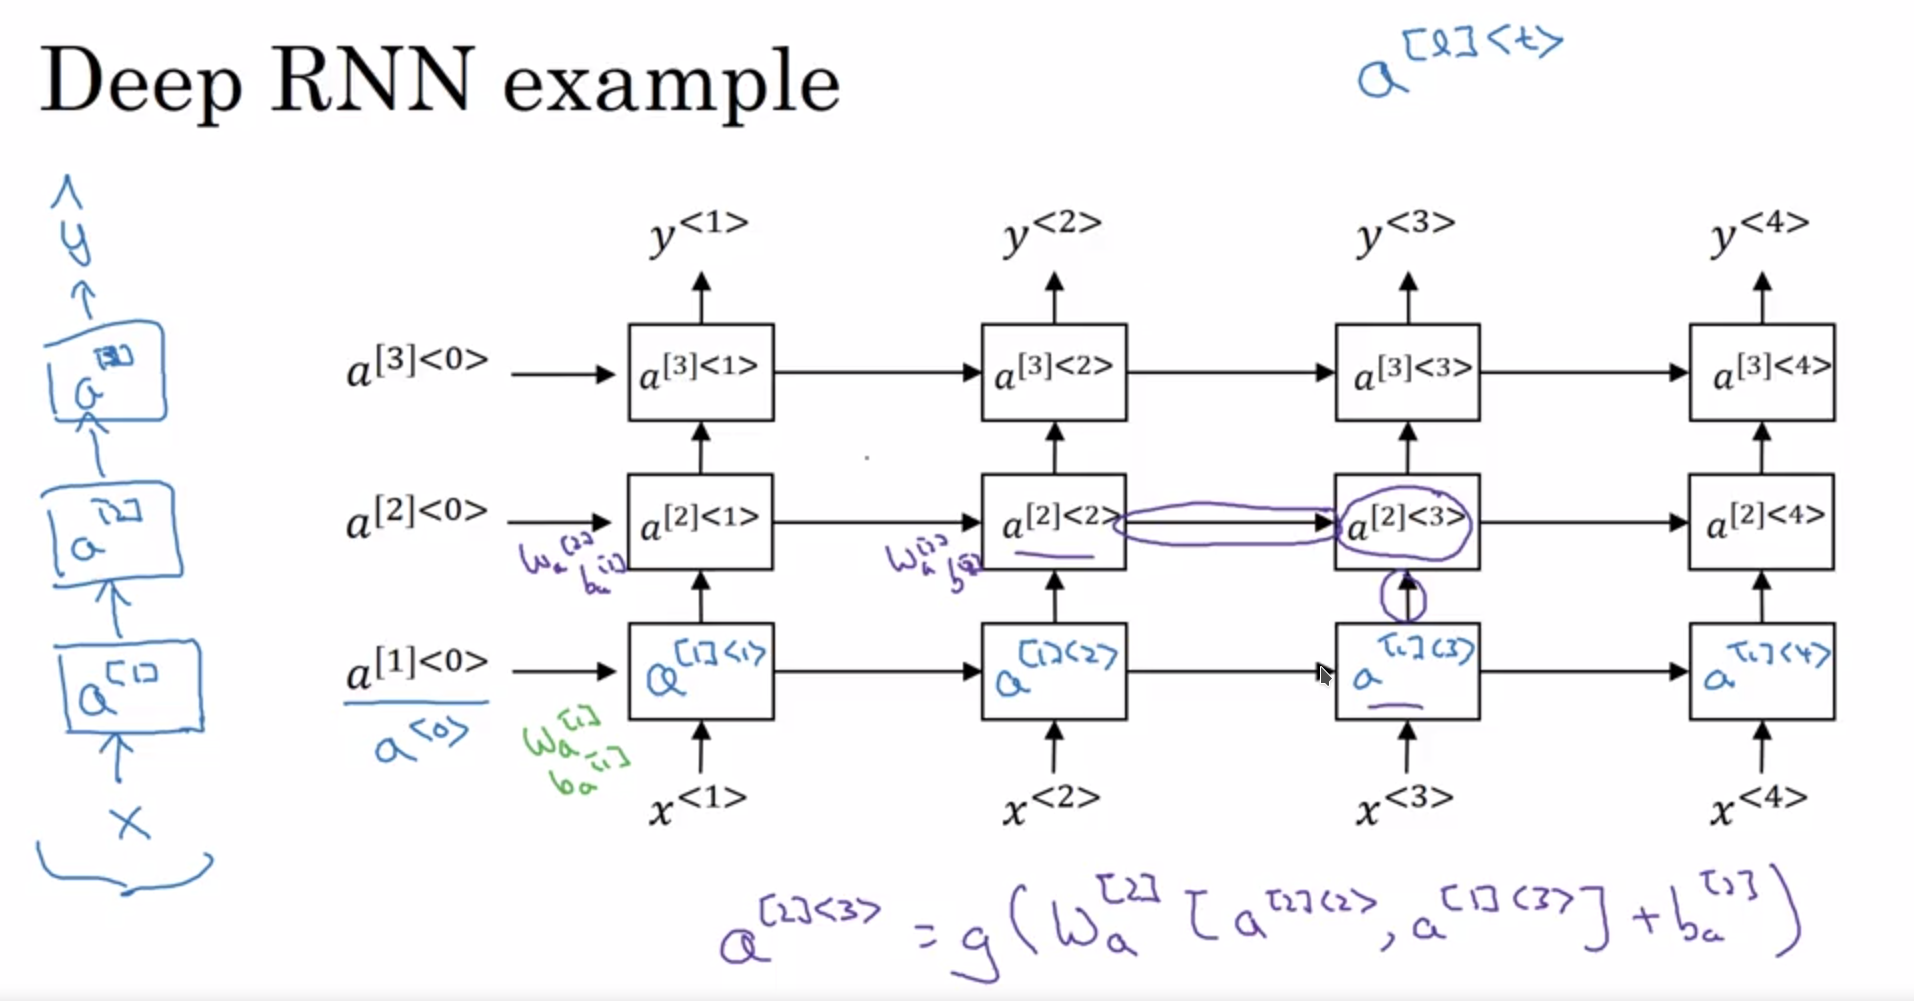 Deep RNN example
a^[l]<t>
ŷ
y^<1> y^<2> y^<3> y^<4>
a^[3]
a^[3]<0> a^[3]<1> a^[3]<2> a^[3]<3> a^[3]<4>
a^[2]
a^[2]<0> a^[2]<1> a^[2]<2> a^[2]<3> a^[2]<4>
W_a^[2] b_a^[2] W_a^[2] b^[2]
a^[1]
a^[1]<0> a^[1]<1> a^[1]<2> a^[1]<3> a^[1]<4>
a^<0> W_a^[1] b_a^[1]
x
x^<1> x^<2> x^<3> x^<4>
a^[2]<3> = g(W_a^[2] [a^[2]<2>, a^[1]<3>] + b_a^[2])